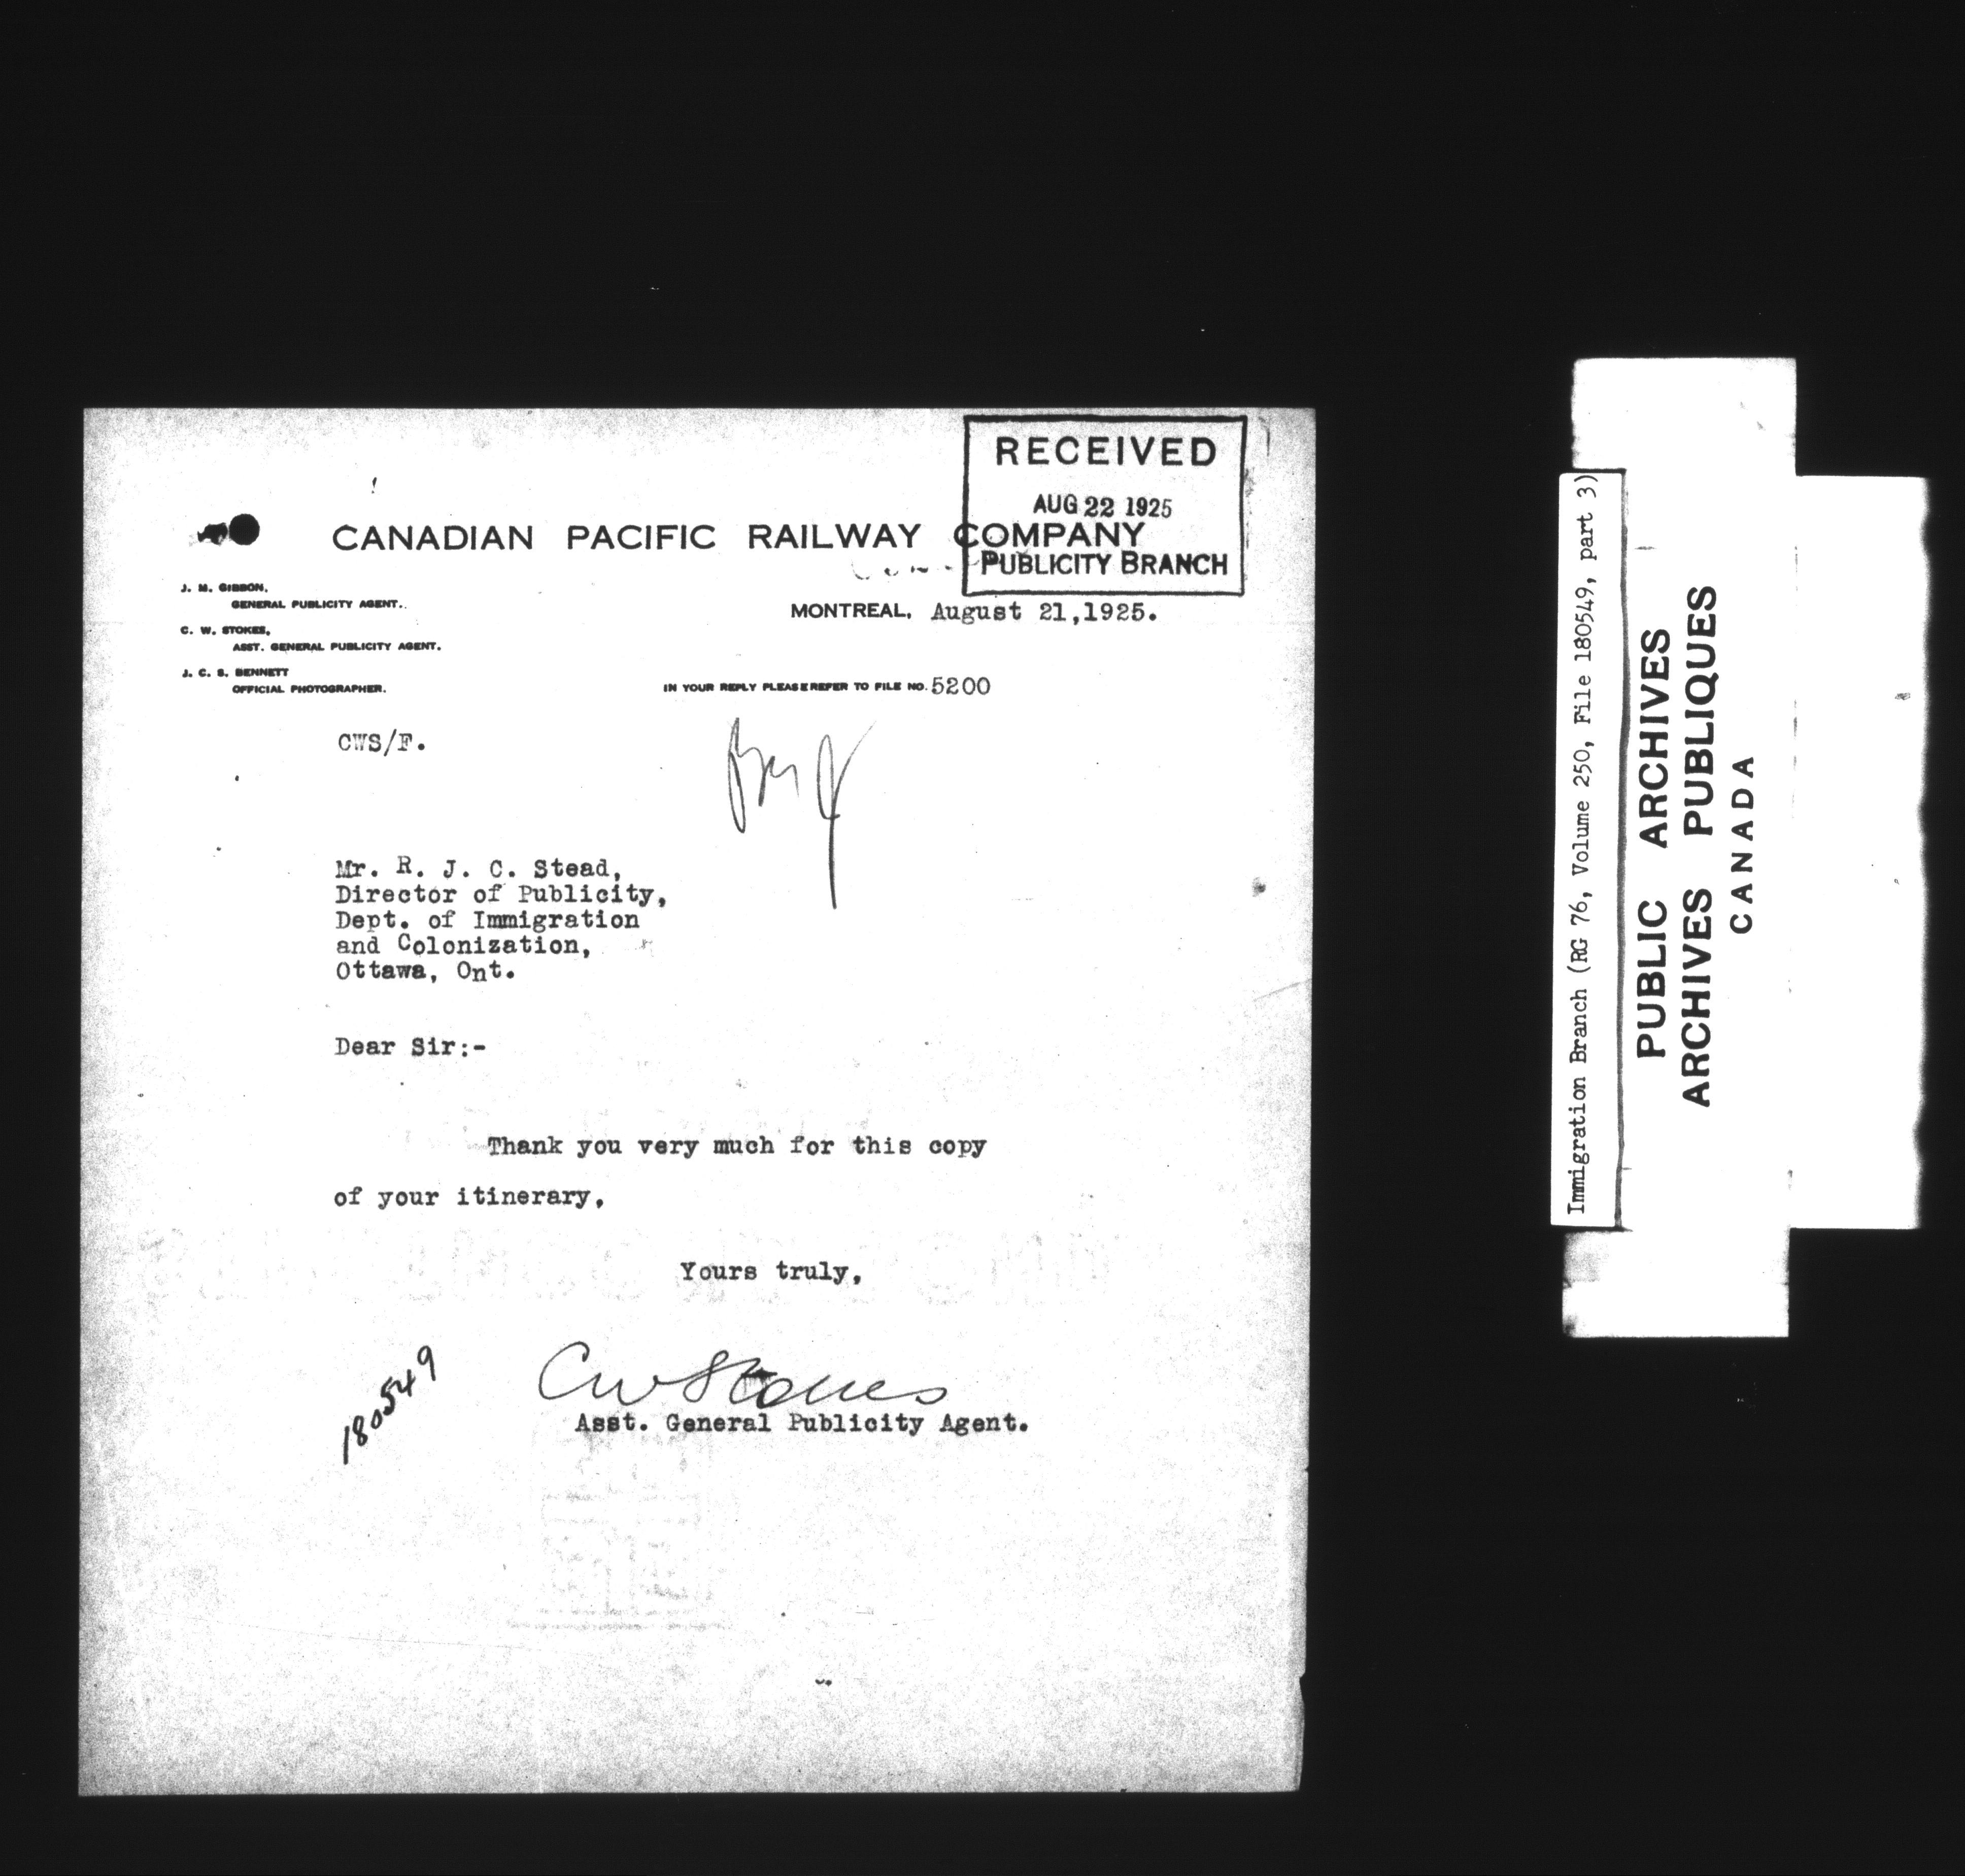 RECEIVED
AUG 22 1925
PUBLICITY BRANCH
CANADIAN PACIFIC RAILWAY COMPANY
J. M. GIBBON,
GENERAL PUBLICITY AGENT.
C. W. STOKES,
ASST. GENERAL PUBLICITY AGENT.
J. C. S. BENNETT
OFFICIAL PHOTOGRAPHER.
MONTREAL, August 21,1925.
IN YOUR REPLY PLEASE REFER TO FILE NO. 5200
CWS/F.
Mr. R. J. C. Stead,
Director of Publicity,
Dept. of Immigration
and Colonization,
Ottawa, Ont.
Dear Sir:-
Thank you very much for this copy
of your itinerary.
Yours truly,
CWStokes
Asst. General Publicity Agent.
180549
Immigration Branch (RG 76, Volume 250, File 180549, part 3)
PUBLIC ARCHIVES
ARCHIVES PUBLIQUES
CANADA